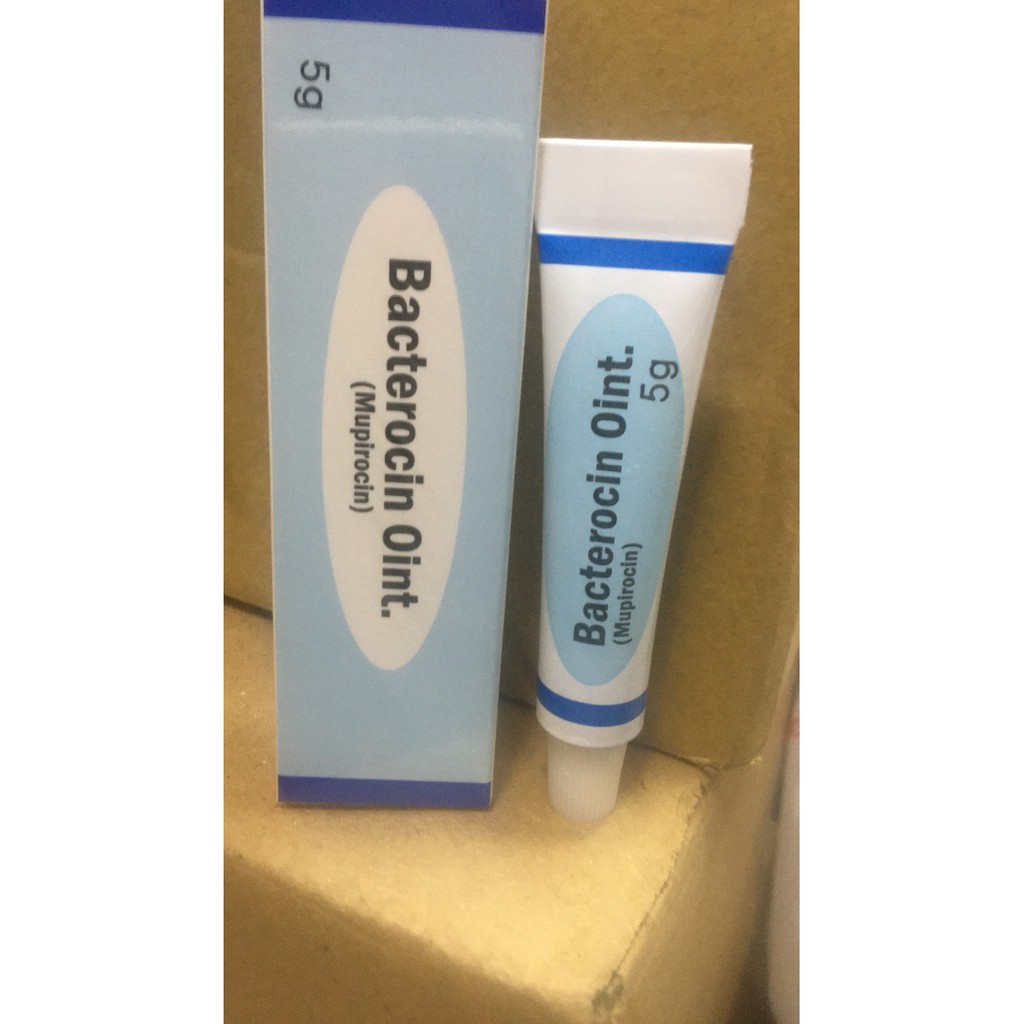 5g
Bacterocin Oint.
(Mupirocin)
Bacterocin Oint.
(Mupirocin)
5g